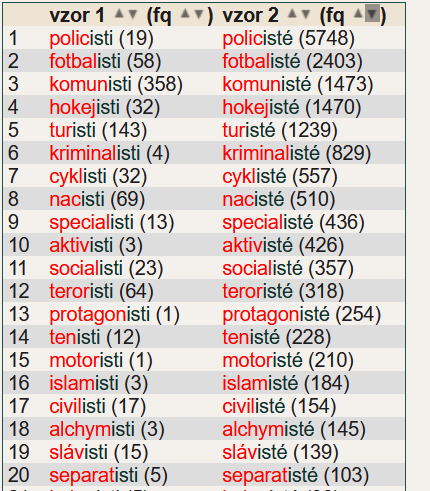 vzor 1 ▲▼ (fq ▲▼) vzor 2 ▲▼ (fq ▲▼)
1 policisti (19) policisté (5748)
2 fotbalisti (58) fotbalisté (2403)
3 komunisti (358) komunisté (1473)
4 hokejisti (32) hokejisté (1470)
5 turisti (143) turisté (1239)
6 kriminalisti (4) kriminalisté (829)
7 cyklisti (32) cyklisté (557)
8 nacisti (69) nacisté (510)
9 specialisti (13) specialisté (436)
10 aktivisti (3) aktivisté (426)
11 socialisti (23) socialisté (357)
12 teroristi (64) teroristé (318)
13 protagonisti (1) protagonisté (254)
14 tenisti (12) tenisté (228)
15 motoristi (1) motoristé (210)
16 islamisti (3) islamisté (184)
17 civilisti (17) civilisté (154)
18 alchymisti (3) alchymisté (145)
19 slávisti (15) slávisté (139)
20 separatisti (5) separatisté (103)